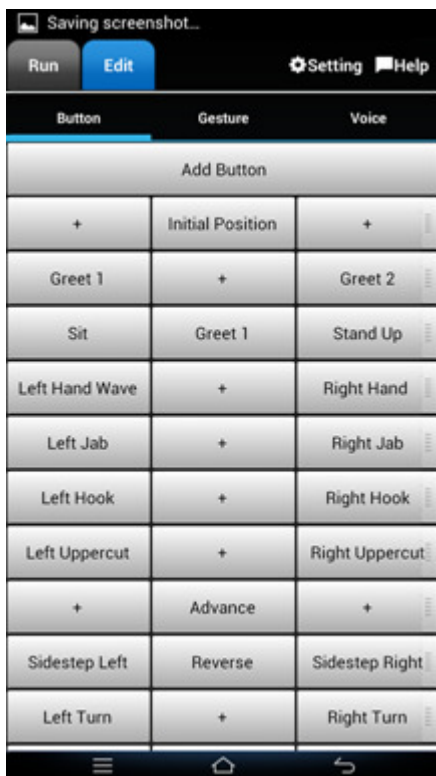 Saving screenshot...
Run Edit Setting Help
Button Gesture Voice
Add Button
+ Initial Position +
Greet 1 + Greet 2
Sit Greet 1 Stand Up
Left Hand Wave + Right Hand
Left Jab + Right Jab
Left Hook + Right Hook
Left Uppercut + Right Uppercut
+ Advance +
Sidestep Left Reverse Sidestep Right
Left Turn + Right Turn